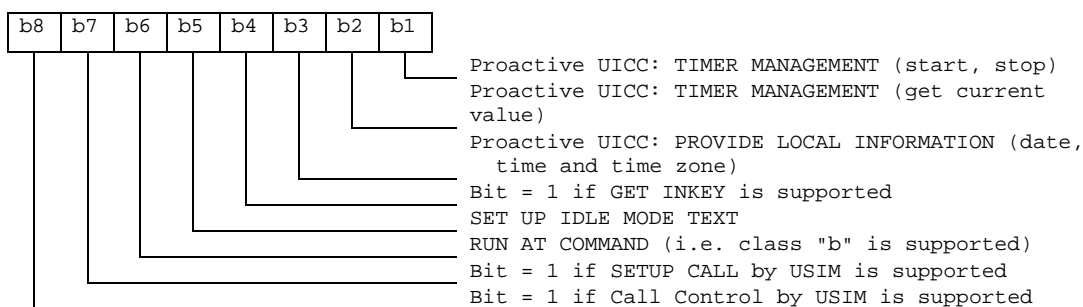 b8 b7 b6 b5 b4 b3 b2 b1
Proactive UICC: TIMER MANAGEMENT (start, stop)
Proactive UICC: TIMER MANAGEMENT (get current
value)
Proactive UICC: PROVIDE LOCAL INFORMATION (date,
time and time zone)
Bit = 1 if GET INKEY is supported
SET UP IDLE MODE TEXT
RUN AT COMMAND (i.e. class "b" is supported)
Bit = 1 if SETUP CALL by USIM is supported
Bit = 1 if Call Control by USIM is supported